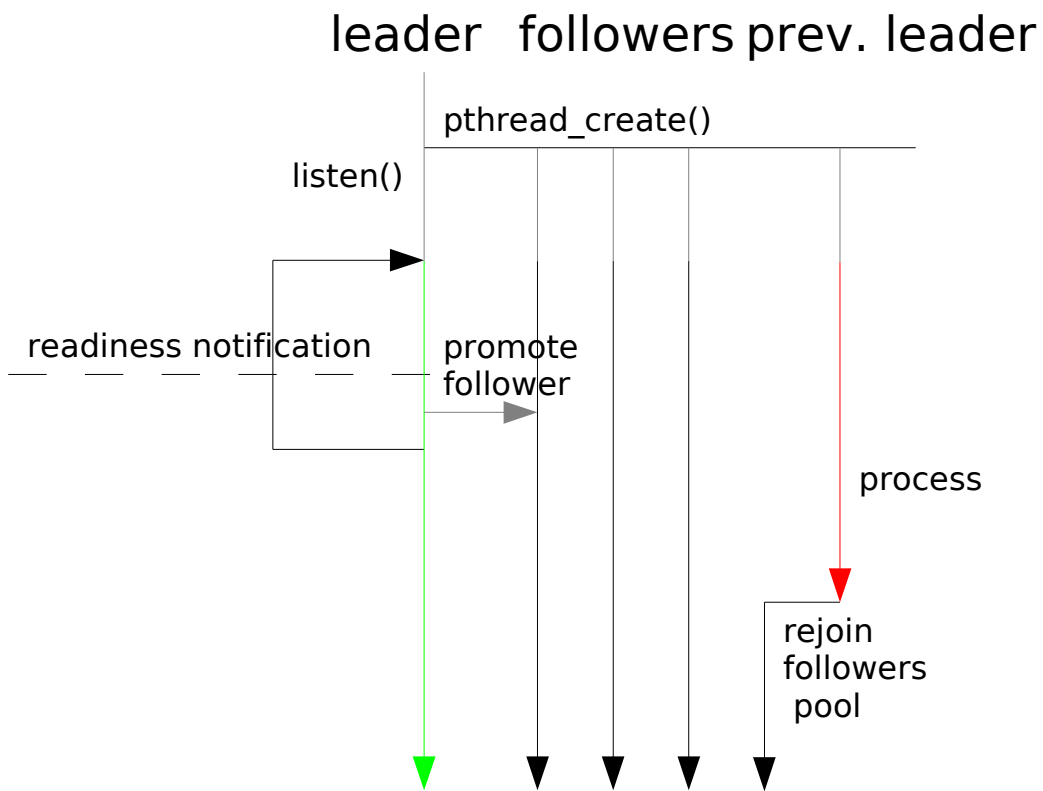 leader followers prev. leader
pthread_create()
listen()
readiness notification
promote
follower
process
rejoin
followers
pool